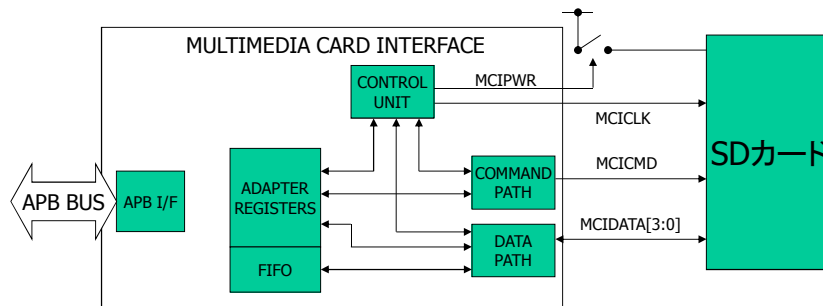 MULTIMEDIA CARD INTERFACE
CONTROL
UNIT
MCIPWR
MCICLK
SDカード
APB BUS
APB I/F
ADAPTER
REGISTERS
FIFO
COMMAND
PATH
MCICMD
DATA
PATH
MCIDATA[3:0]